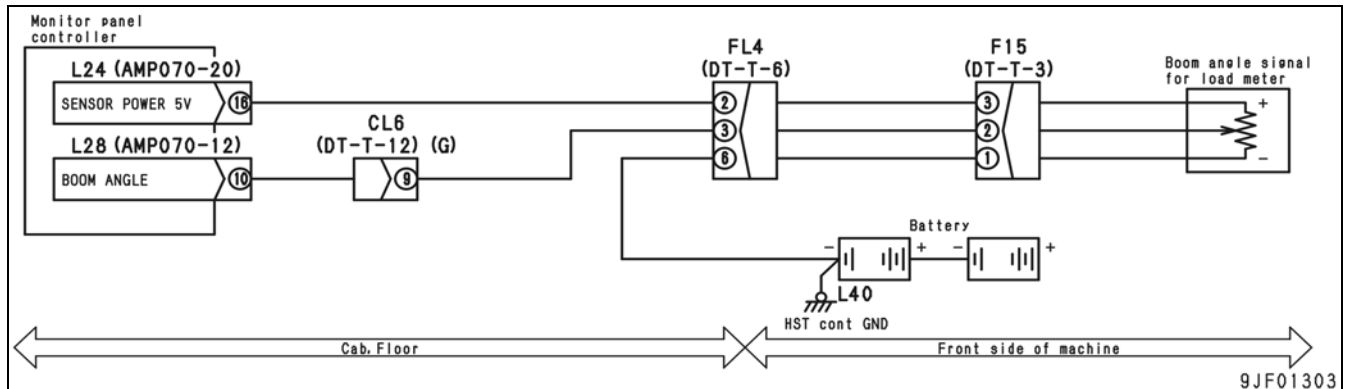 Monitor panel
controller
L24 (AMP070-20)
SENSOR POWER 5V
16
L28 (AMP070-12)
BOOM ANGLE
10
CL6
(DT-T-12) (G)
9
FL4
(DT-T-6)
2
3
6
F15
(DT-T-3)
3
2
1
Boom angle signal
for load meter
+
-
Battery
- + - +
L40
HST cont GND
Cab. Floor
Front side of machine
9JF01303